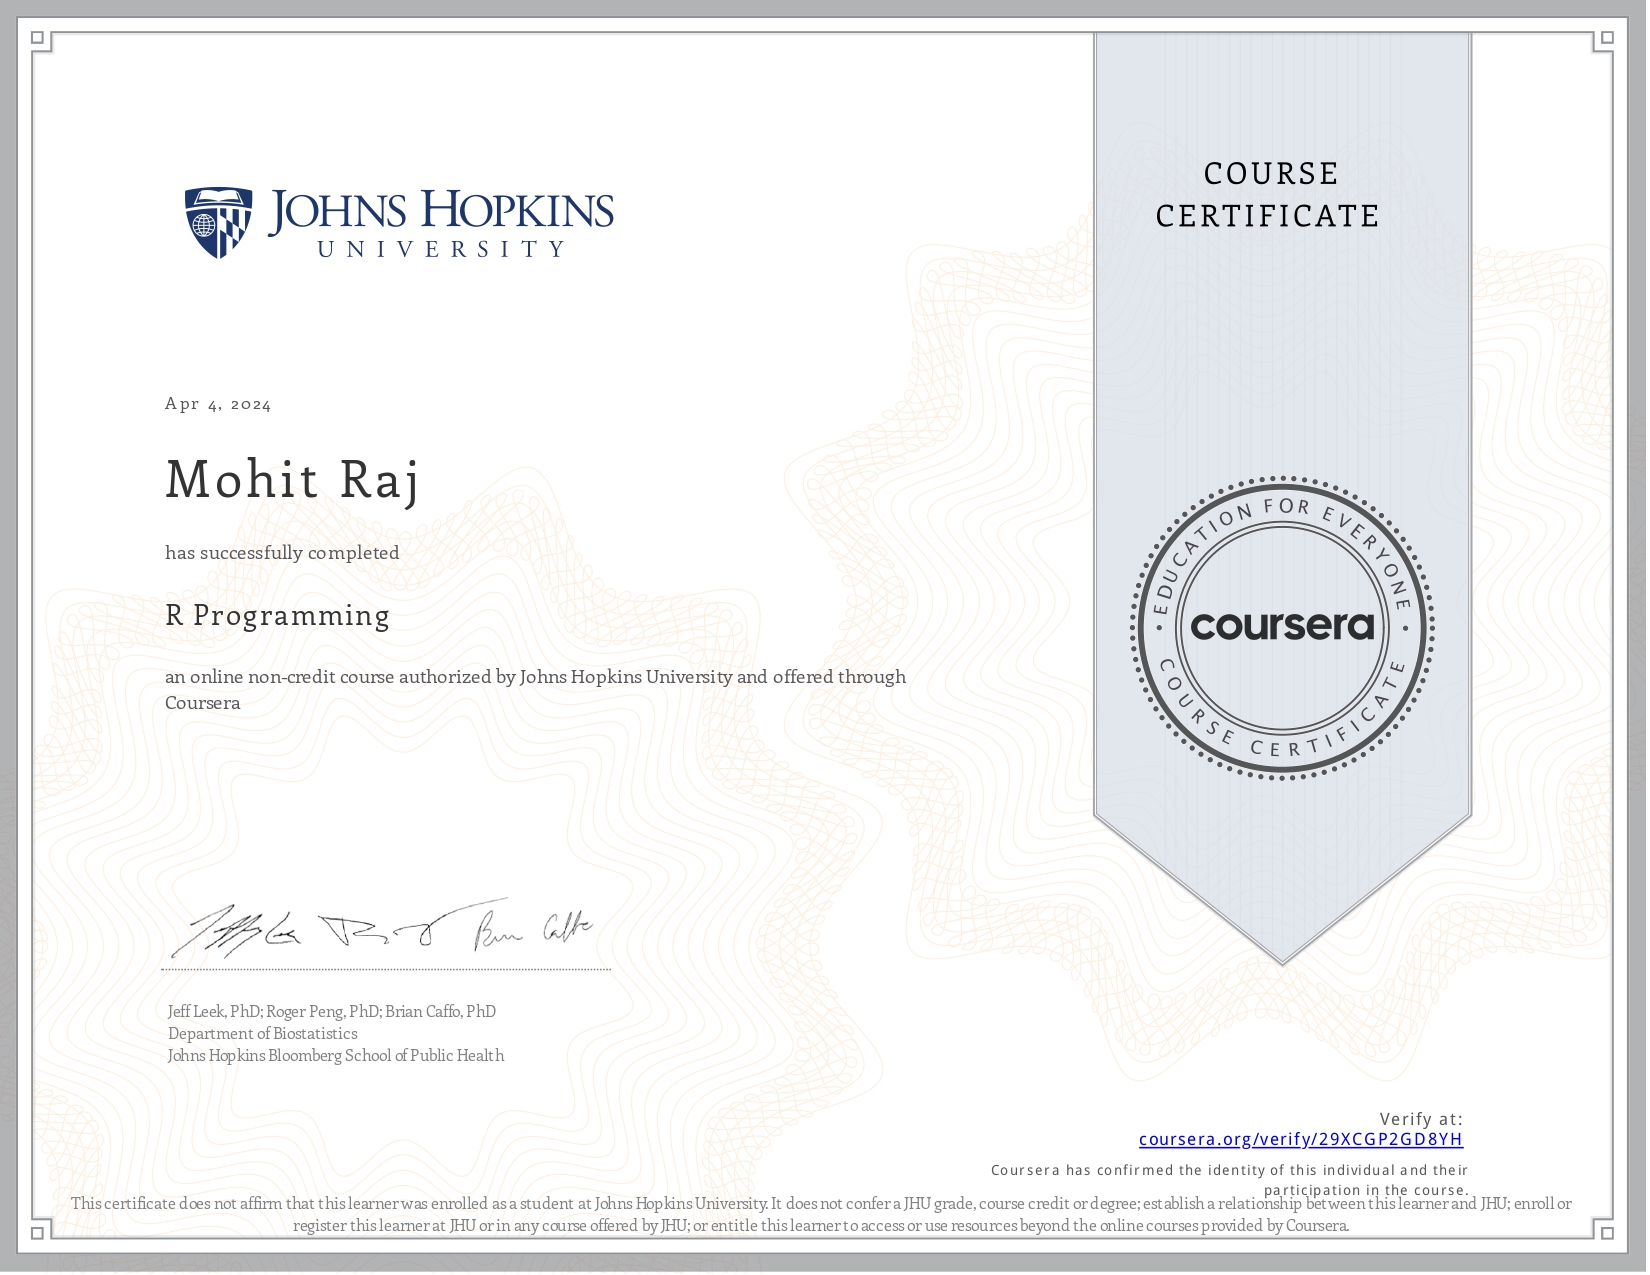 JOHNS HOPKINS
UNIVERSITY
COURSE
CERTIFICATE
Apr 4, 2024
Mohit Raj
has successfully completed
R Programming
an online non-credit course authorized by Johns Hopkins University and offered through
Coursera
EDUCATION FOR EVERYONE
coursera
COURSE CERTIFICATE
Jeff Leek, PhD; Roger Peng, PhD; Brian Caffo, PhD
Department of Biostatistics
Johns Hopkins Bloomberg School of Public Health
Verify at:
coursera.org/verify/29XCGP2GD8YH
Coursera has confirmed the identity of this individual and their
participation in the course.
This certificate does not affirm that this learner was enrolled as a student at Johns Hopkins University. It does not confer a JHU grade, course credit or degree; establish a relationship between this learner and JHU; enroll or
register this learner at JHU or in any course offered by JHU; or entitle this learner to access or use resources beyond the online courses provided by Coursera.